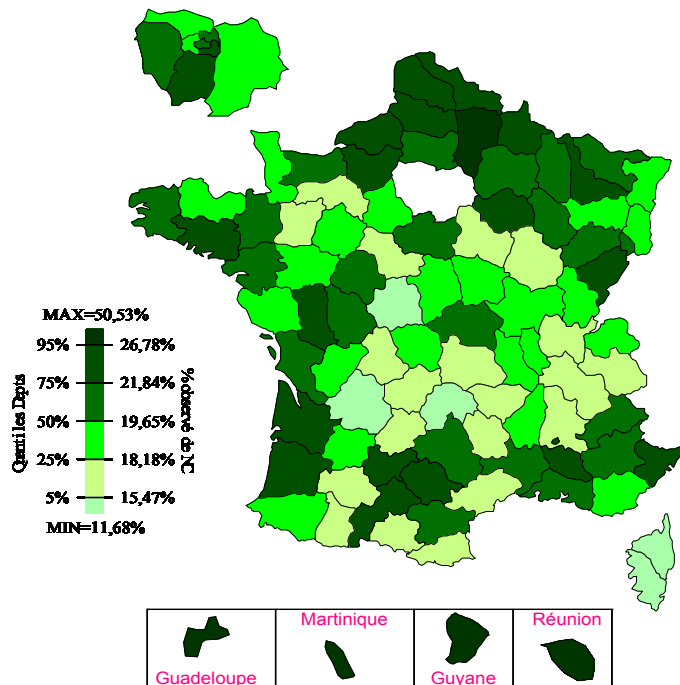 MAX=50,53%
95% 26,78%
75% 21,84%
50% 19,65%
25% 18,18%
5% 15,47%
MIN=11,68%
Quantiles Depts
% observé de NC
Martinique
Réunion
Guadeloupe
Guyane